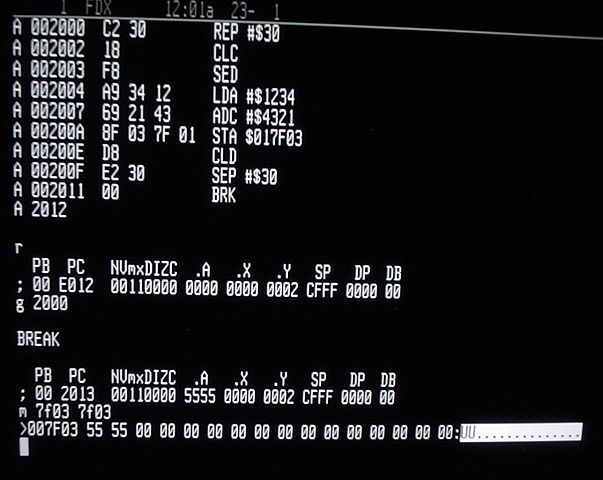 1 FDX 12:01a 23- 1
A 002000 C2 30 REP #$30
A 002002 18 CLC
A 002003 F8 SED
A 002004 A9 34 12 LDA #$1234
A 002007 69 21 43 ADC #$4321
A 00200A 8F 03 7F 01 STA $017F03
A 00200E D8 CLD
A 00200F E2 30 SEP #$30
A 002011 00 BRK
A 2012
r
PB PC NVmxDIZC .A .X .Y SP DP DB
; 00 E012 00110000 0000 0000 0002 CFFF 0000 00
g 2000
BREAK
PB PC NVmxDIZC .A .X .Y SP DP DB
; 00 2013 00110000 5555 0000 0002 CFFF 0000 00
m 7f03 7f03
>007F03 55 55 00 00 00 00 00 00 00 00 00 00 00 00 00 00:UU..............